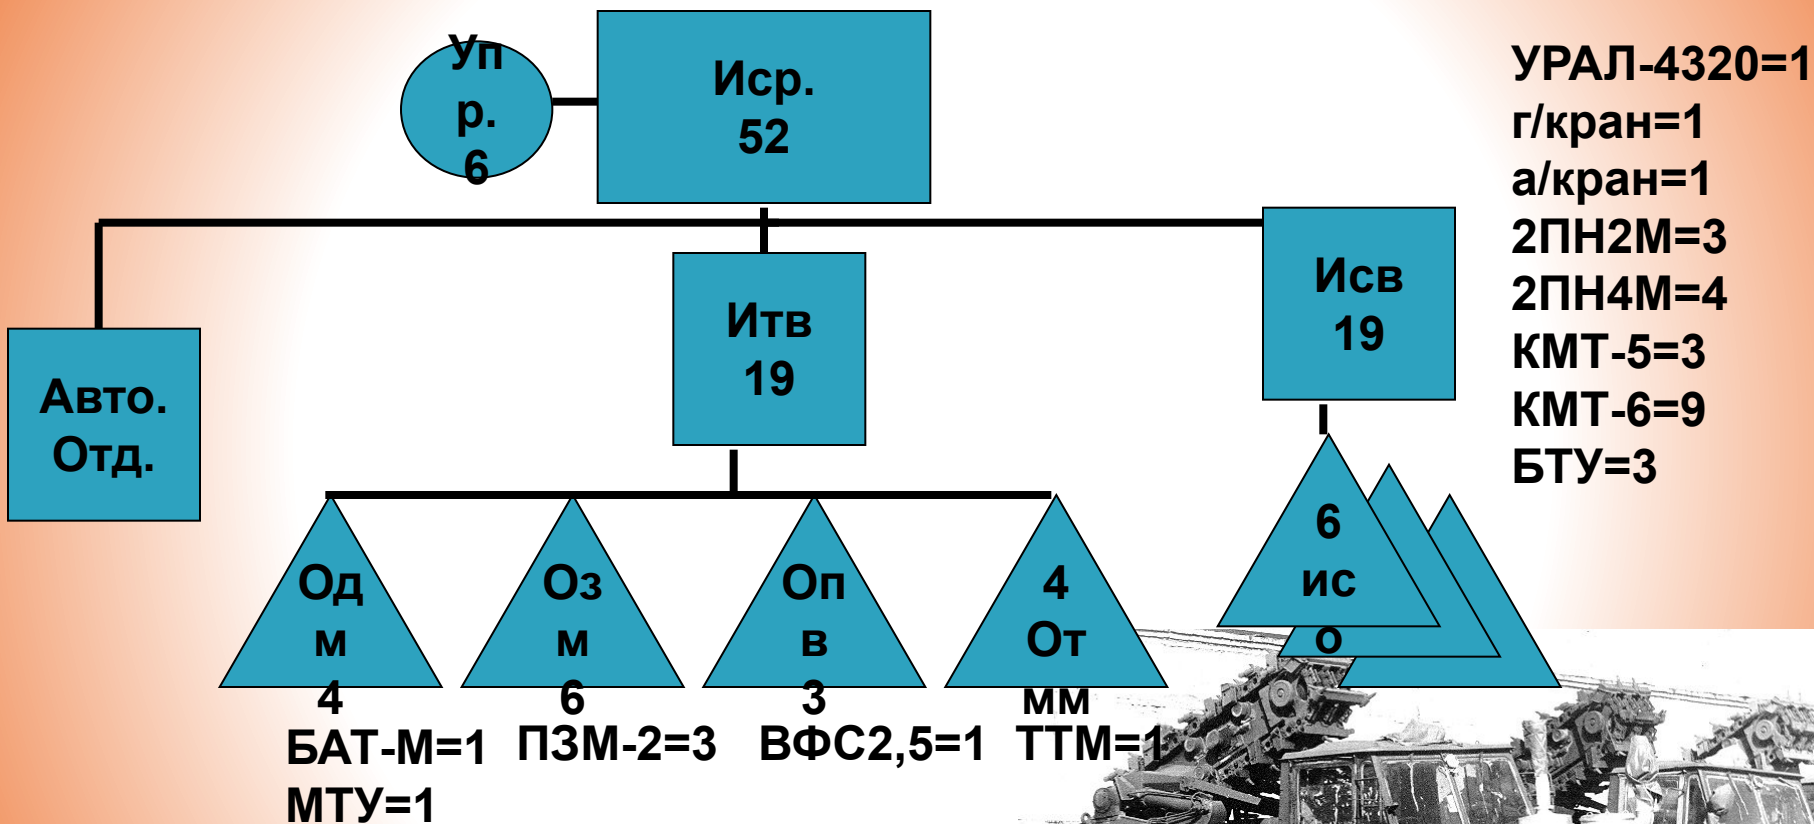 Уп
р.
6
Иср.
52
УРАЛ-4320=1
г/кран=1
а/кран=1
2ПН2М=3
2ПН4М=4
КМТ-5=3
КМТ-6=9
БТУ=3
Авто.
Отд.
Итв
19
Исв
19
Од
м
4
БАТ-М=1
МТУ=1
Оз
м
6
ПЗМ-2=3
Оп
в
3
ВФС2,5=1
4
От
мм
ТТМ=1
6
ис
о